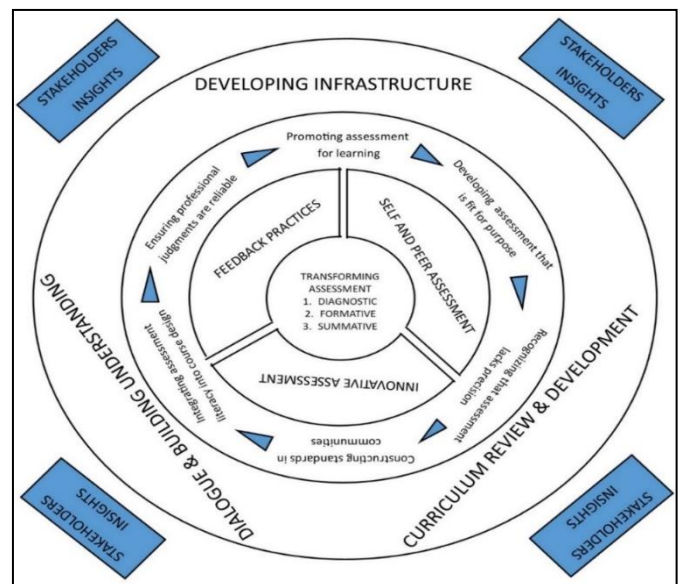 STAKEHOLDERS
INSIGHTS
STAKEHOLDERS
INSIGHTS
DEVELOPING INFRASTRUCTURE
Promoting assessment
for learning
Developing assessment that
is fit for purpose
Recognizing that assessment
lacks precision
Constructing standards in
communities
Integrating assessment
literacy into course design
Ensuring professional
judgments are reliable
FEEDBACK PRACTICES
SELF AND PEER ASSESSMENT
INNOVATIVE ASSESSMENT
TRANSFORMING
ASSESSMENT
1. DIAGNOSTIC
2. FORMATIVE
3. SUMMATIVE
DIALOGUE & BUILDING UNDERSTANDING
CURRICULUM REVIEW & DEVELOPMENT
STAKEHOLDERS
INSIGHTS
STAKEHOLDERS
INSIGHTS